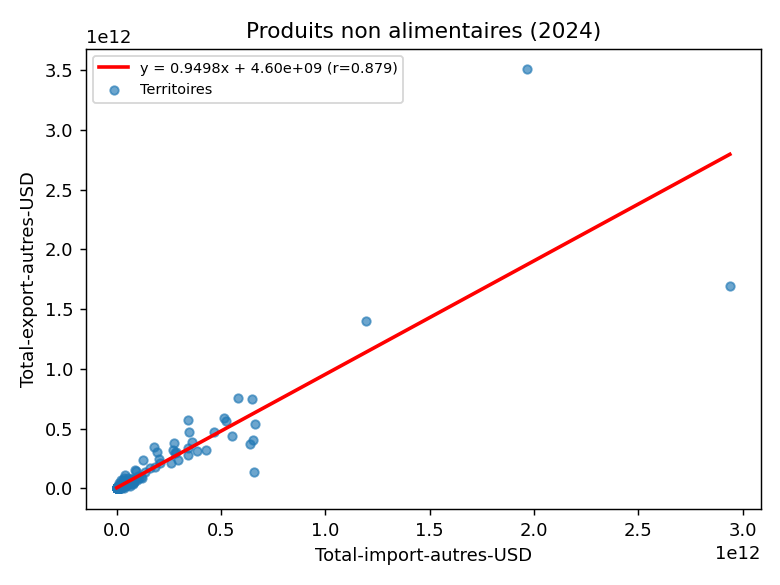 Produits non alimentaires (2024)
1e12
y = 0.9498x + 4.60e+09 (r=0.879)
Territoires
3.5
3.0
2.5
2.0
1.5
1.0
0.5
0.0
Total-export-autres-USD
0.0 0.5 1.0 1.5 2.0 2.5 3.0
Total-import-autres-USD
1e12